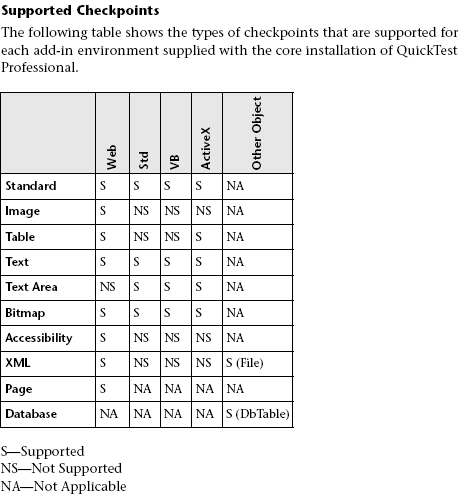 Supported Checkpoints
The following table shows the types of checkpoints that are supported for
each add-in environment supplied with the core installation of QuickTest
Professional.
Web Std VB ActiveX Other Object
Standard S S S S NA
Image S NS NS NS NA
Table S NS NS S NA
Text S S S S NA
Text Area NS S S S NA
Bitmap S S S S NA
Accessibility S NS NS NS NA
XML S NS NS NS S (File)
Page S NA NA NA NA
Database NA NA NA NA S (DbTable)
S—Supported
NS—Not Supported
NA—Not Applicable